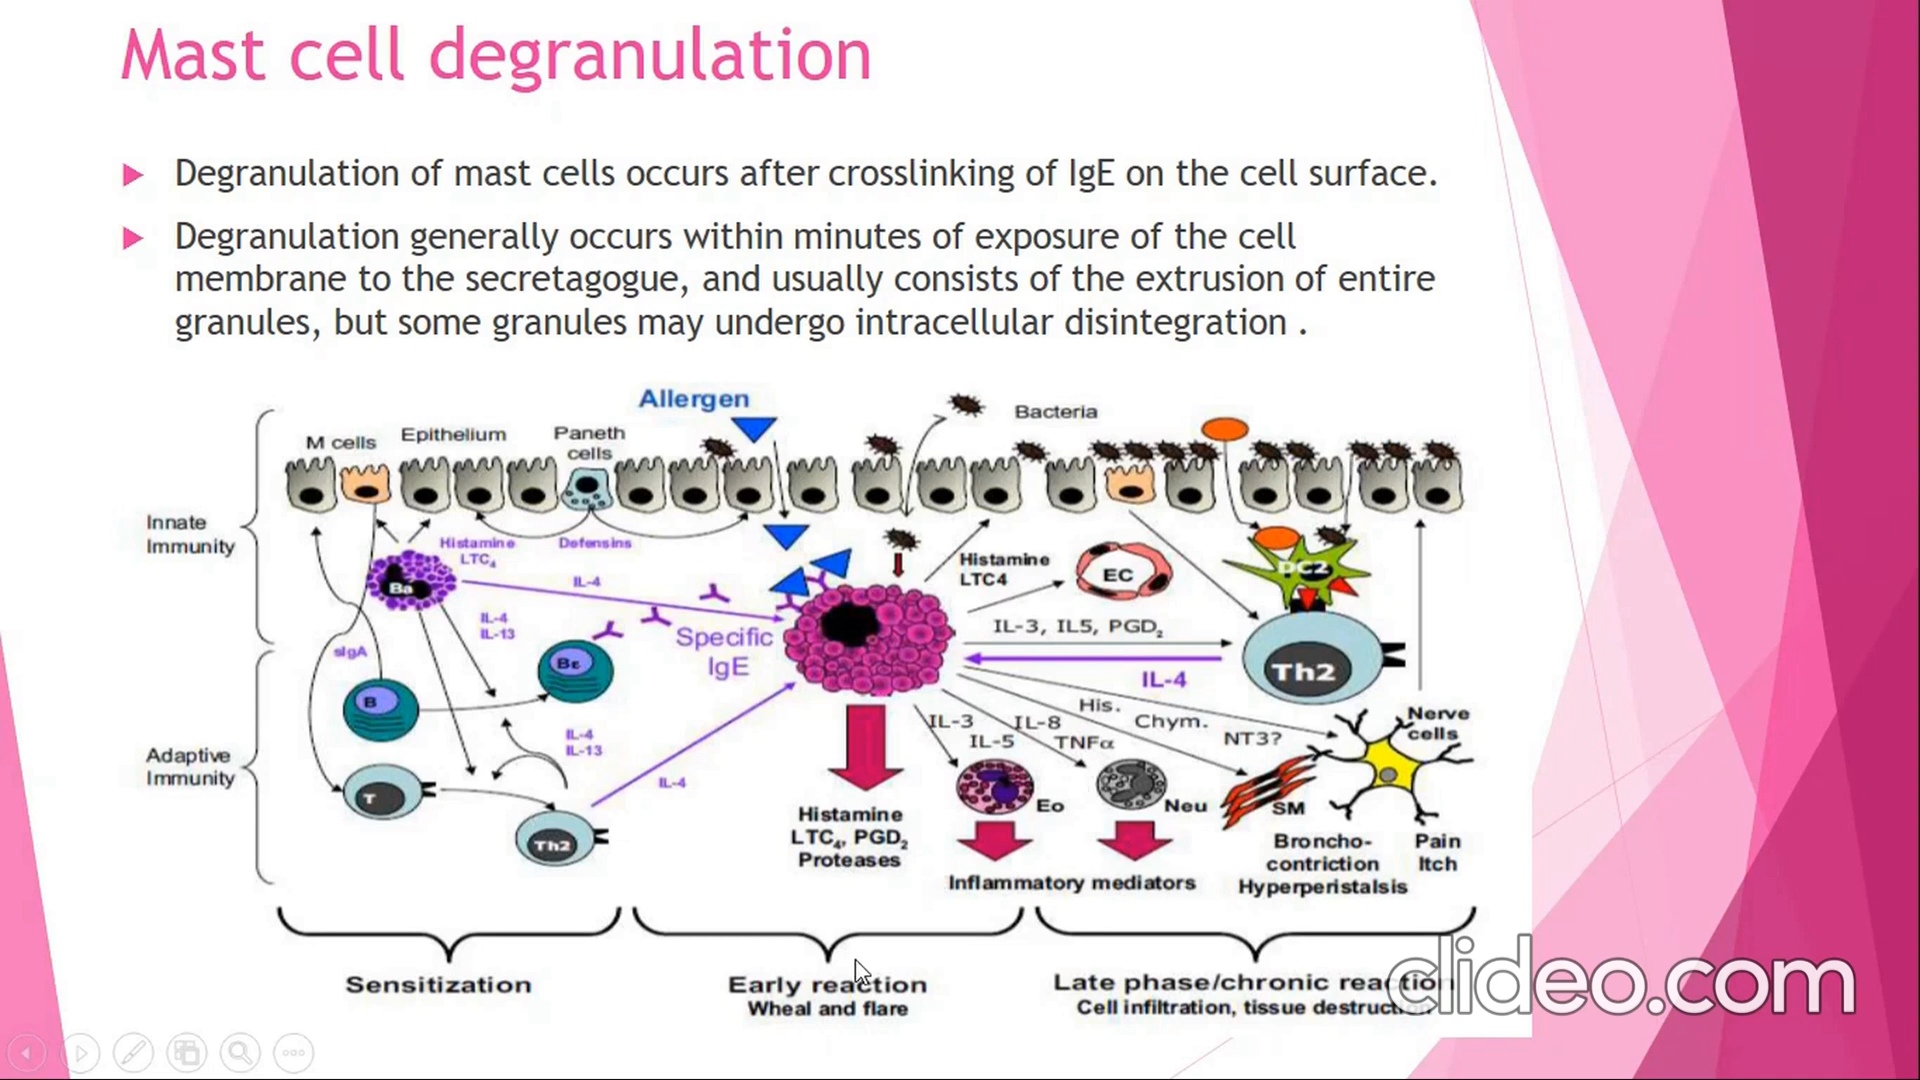 Mast cell degranulation
Degranulation of mast cells occurs after crosslinking of IgE on the cell surface.
Degranulation generally occurs within minutes of exposure of the cell
membrane to the secretagogue, and usually consists of the extrusion of entire
granules, but some granules may undergo intracellular disintegration .
Allergen
Bacteria
M cells
Epithelium
Paneth
cells
Innate
Immunity
Histamine
LTC4
Defensins
Ba
IL-4
IL-4
IL-13
sIgA
Specific
IgE
Bε
B
Histamine
LTC4
EC
DC2
IL-3, IL5, PGD2
Th2
IL-4
Adaptive
Immunity
T
IL-4
IL-13
Th2
IL-4
His.
Chym.
NT3?
IL-3
IL-5
IL-8
TNFα
Nerve
cells
Eo
Neu
SM
Histamine
LTC4, PGD2
Proteases
Inflammatory mediators
Broncho-
contriction
Hyperperistalsis
Pain
Itch
Sensitization
Early reaction
Wheal and flare
Late phase/chronic reaction
Cell infiltration, tissue destruction
clideo.com